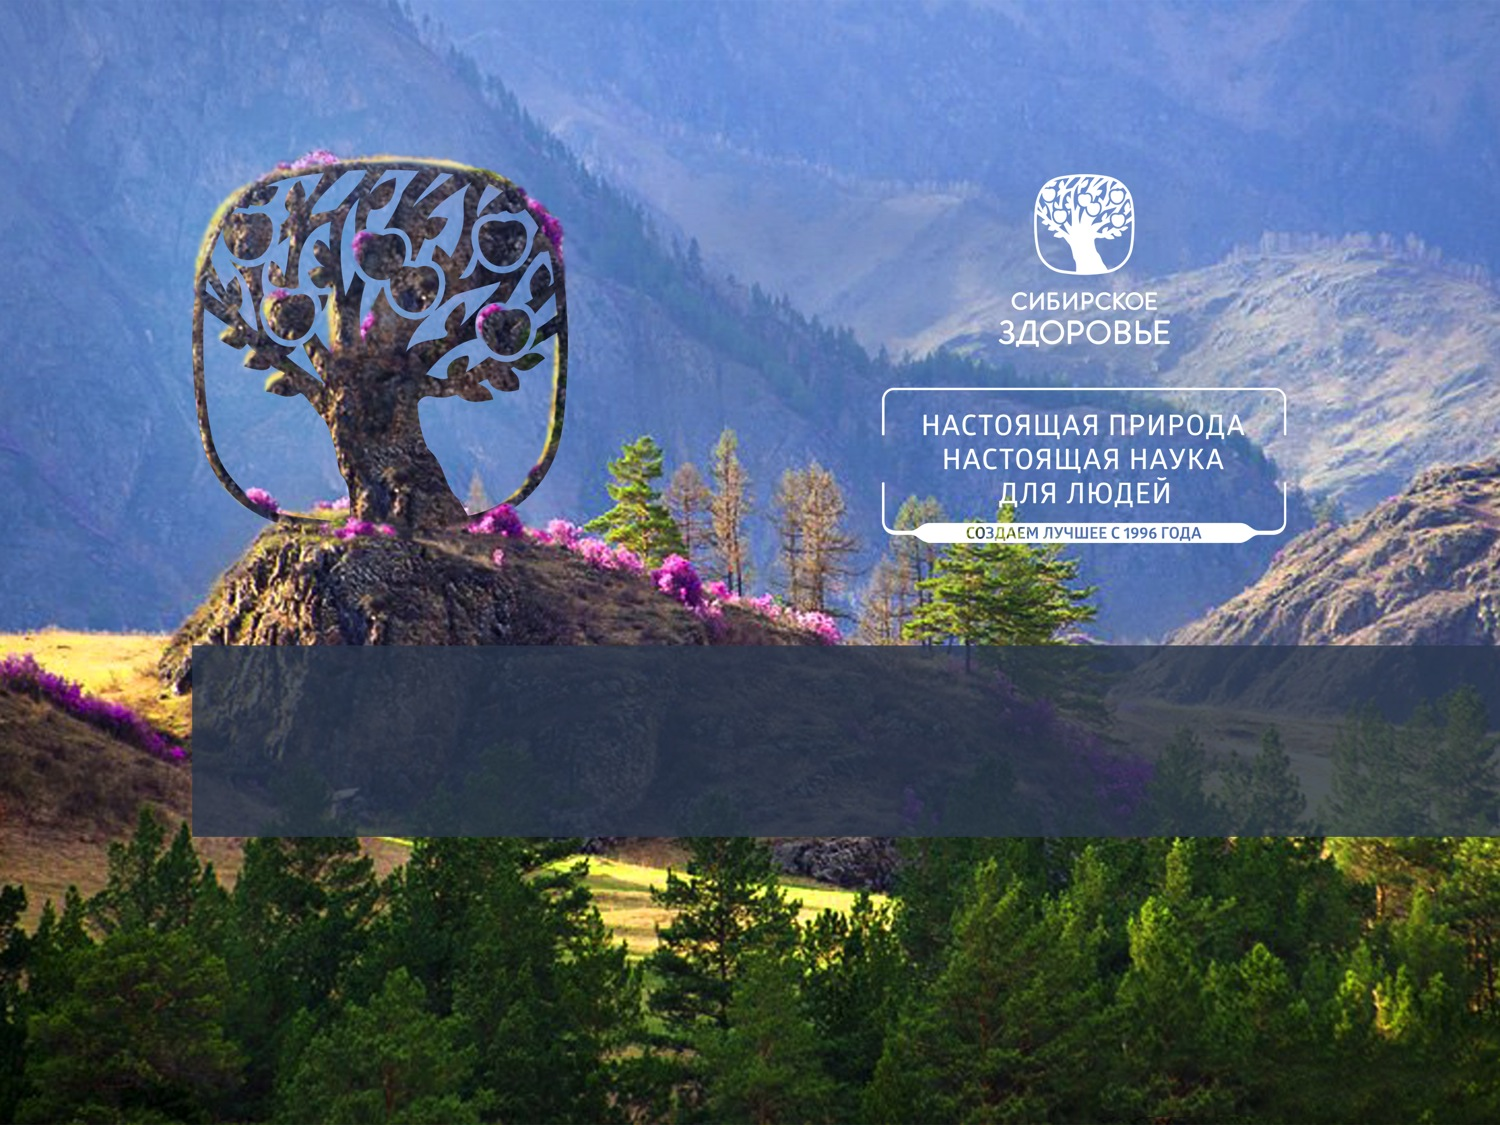 СИБИРСКОЕ
ЗДОРОВЬЕ
НАСТОЯЩАЯ ПРИРОДА
НАСТОЯЩАЯ НАУКА
ДЛЯ ЛЮДЕЙ
СОЗДАЕМ ЛУЧШЕЕ С 1996 ГОДА